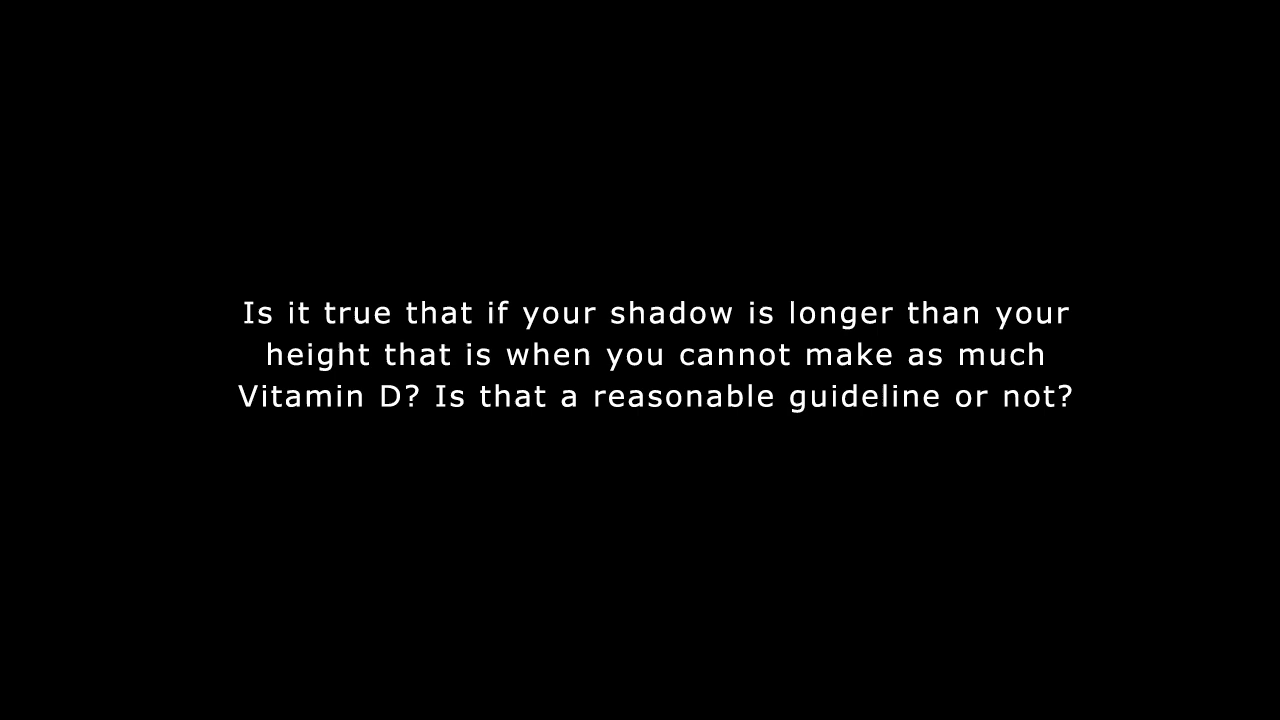 Is it true that if your shadow is longer than your
height that is when you cannot make as much
Vitamin D? Is that a reasonable guideline or not?